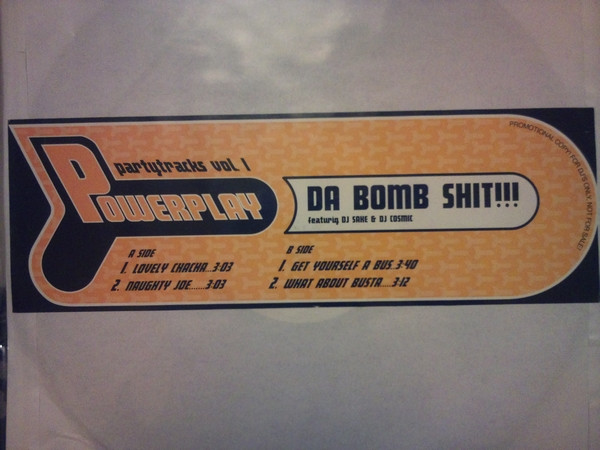 partytracks vol 1
POWERPLAY
DA BOMB SHIT!!!
featurig DJ SAKE & DJ COSMIC
PROMOTIONAL COPY! FOR DJ'S ONLY, NOT FOR SALE!
A SIDE
1. LOVELY CHACHA...3:03
2. NAUGHTY JOE.......3:03
B SIDE
1. GET YOURSELF A BUS..3:40
2. WHAT ABOUT BUSTA....3:12